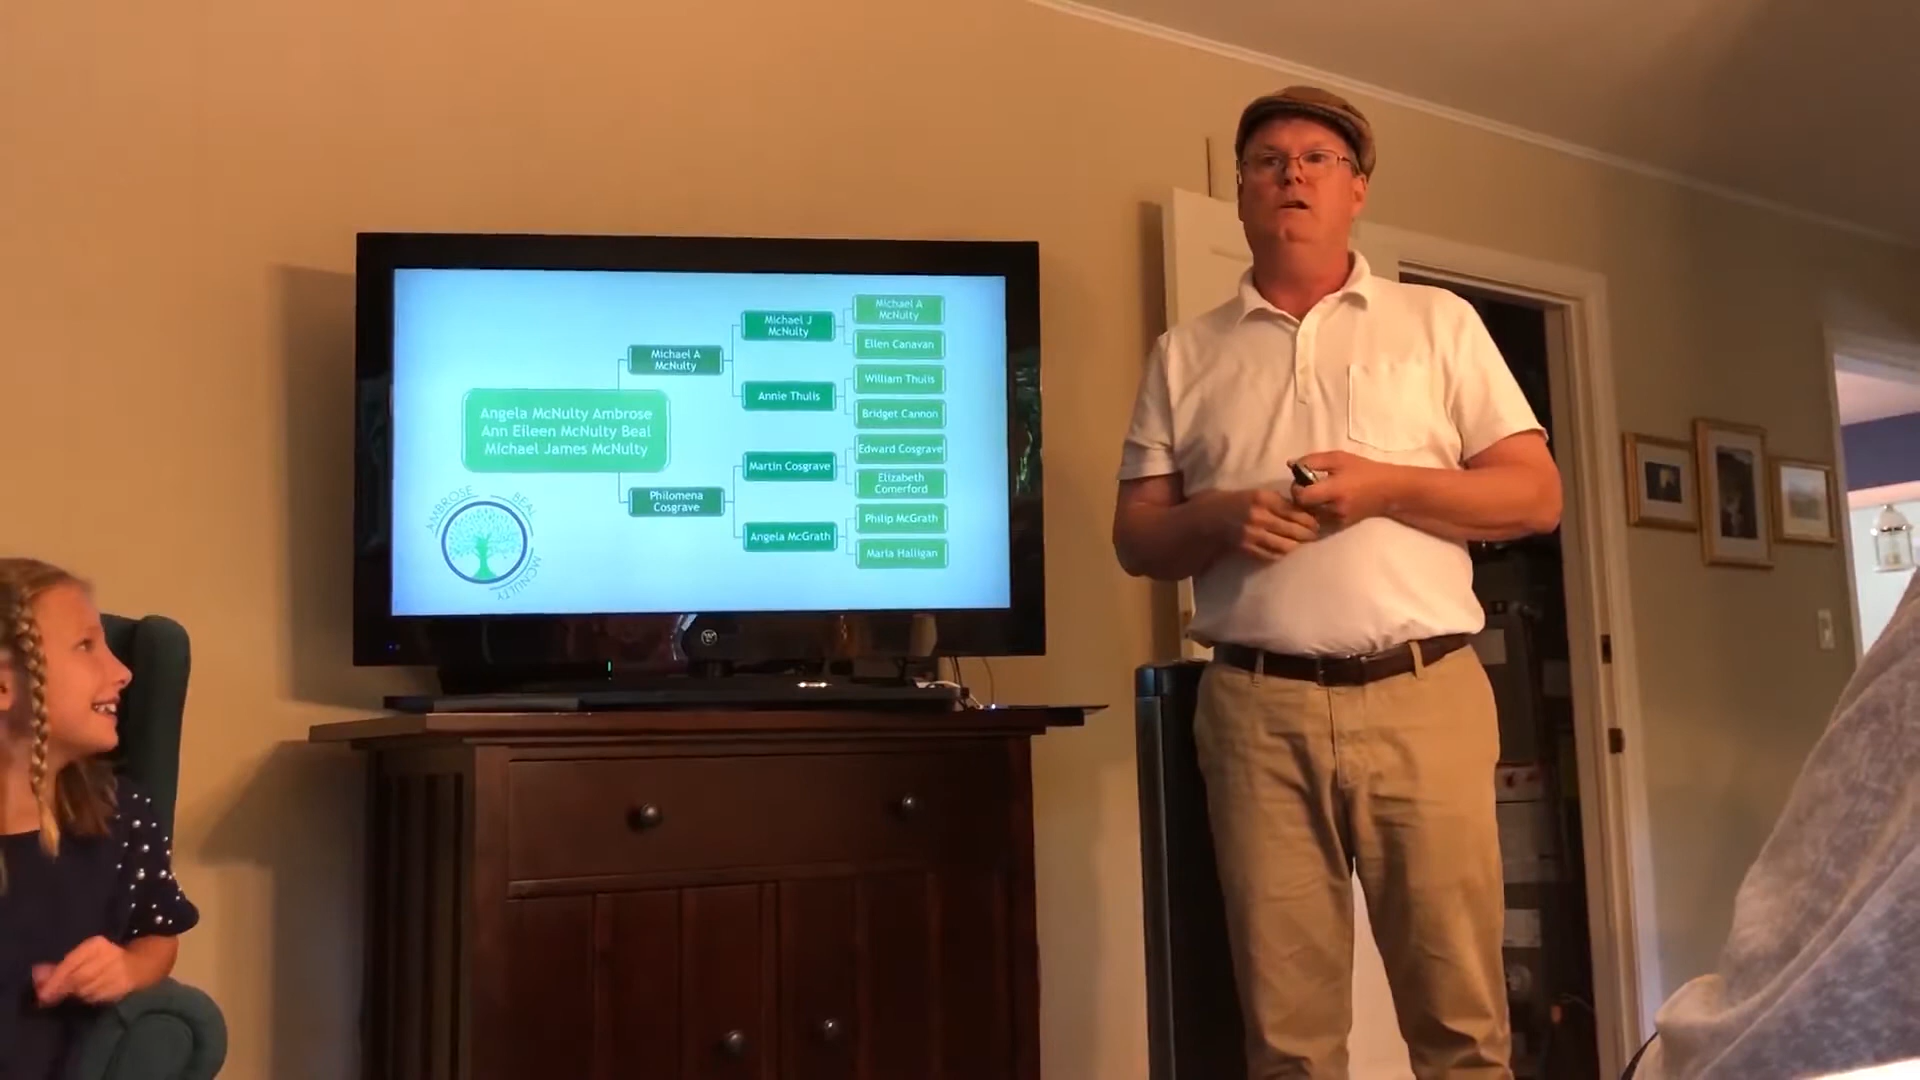 Michael A
McNulty
Michael J
McNulty
Ellen Canavan
Michael A
McNulty
William Thulis
Annie Thulis
Bridget Cannon
Angela McNulty Ambrose
Ann Eileen McNulty Beal
Michael James McNulty
Edward Cosgrave
Martin Cosgrave
Elizabeth
Comerford
Philomena
Cosgrave
Philip McGrath
Angela McGrath
Maria Halligan
AMBROSE
BEAL
MCNULTY